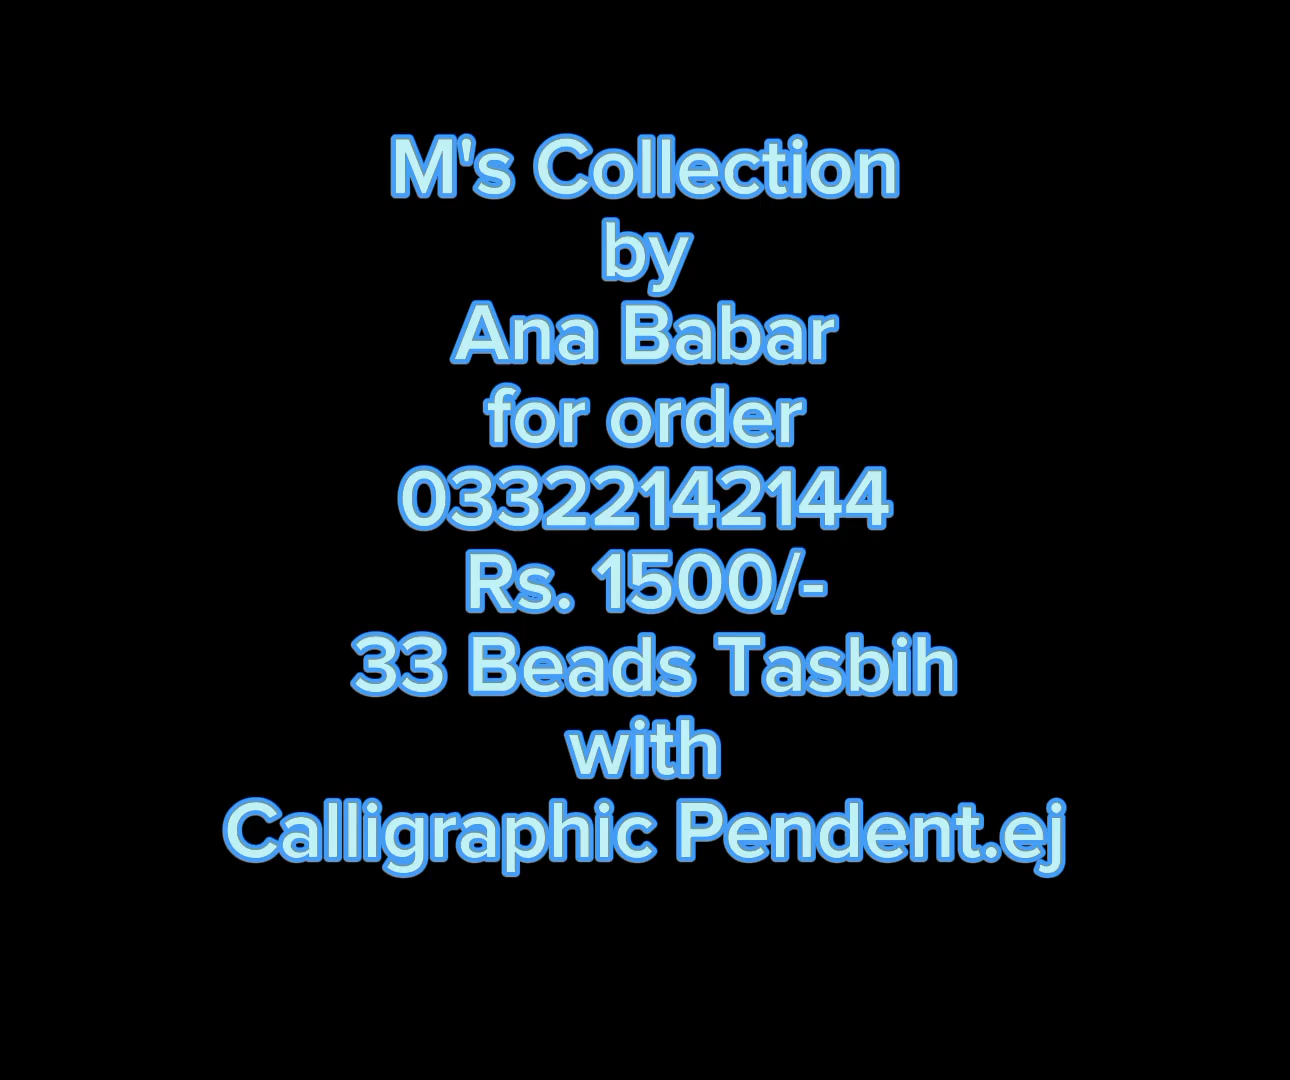 M's Collection
by
Ana Babar
for order
03322142144
Rs. 1500/-
33 Beads Tasbih
with
Calligraphic Pendent.ej